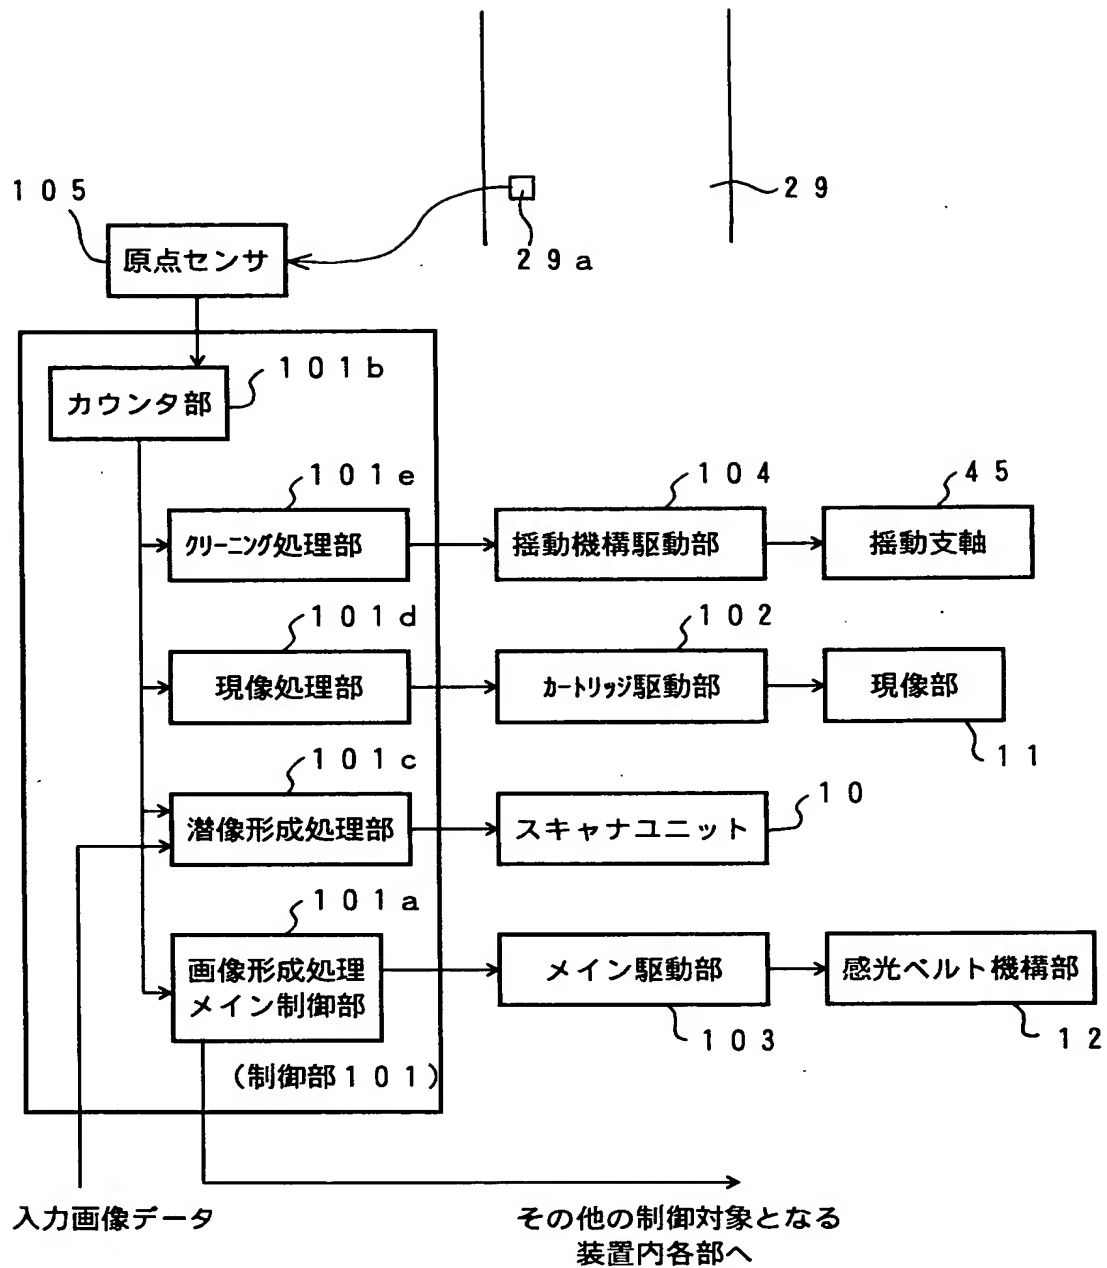 105
原点センサ
29a
29
101b
カウンタ部
101e
クリーニング処理部
104
揺動機構駆動部
45
揺動支軸
101d
現像処理部
102
カートリッジ駆動部
現像部
11
101c
潜像形成処理部
スキャナユニット
10
101a
画像形成処理
メイン制御部
メイン駆動部
103
感光ベルト機構部
12
(制御部101)
入力画像データ
その他の制御対象となる
装置内各部へ